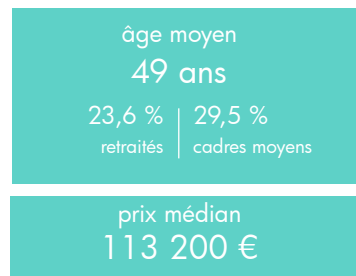 âge moyen
49 ans
23,6 % | 29,5 %
retraités | cadres moyens
prix médian
113 200 €